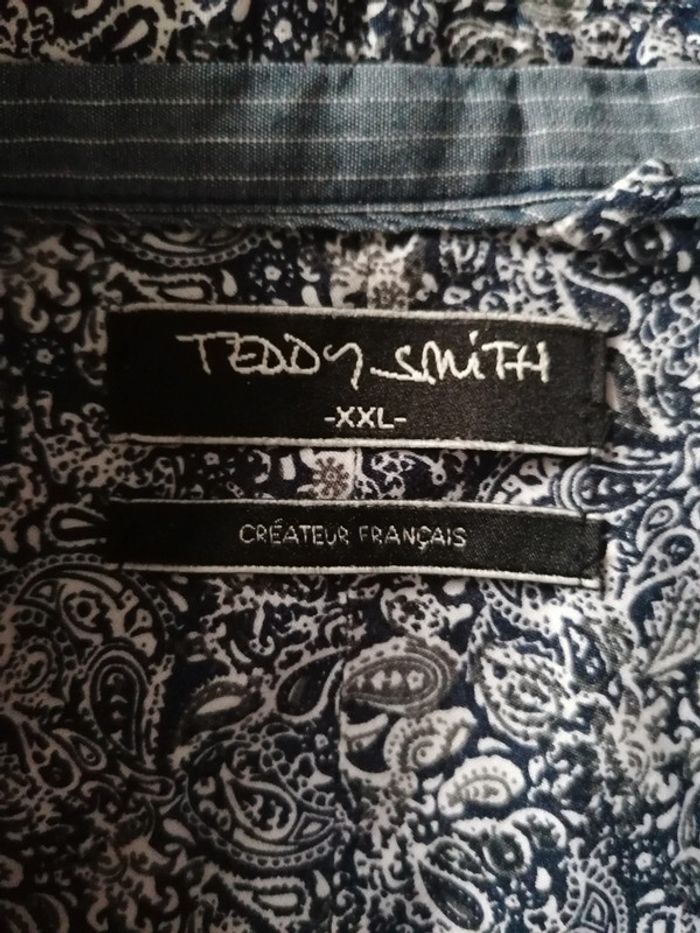 TEDDY SMiTH
-XXL-
CRÉATEUR FRANÇAIS